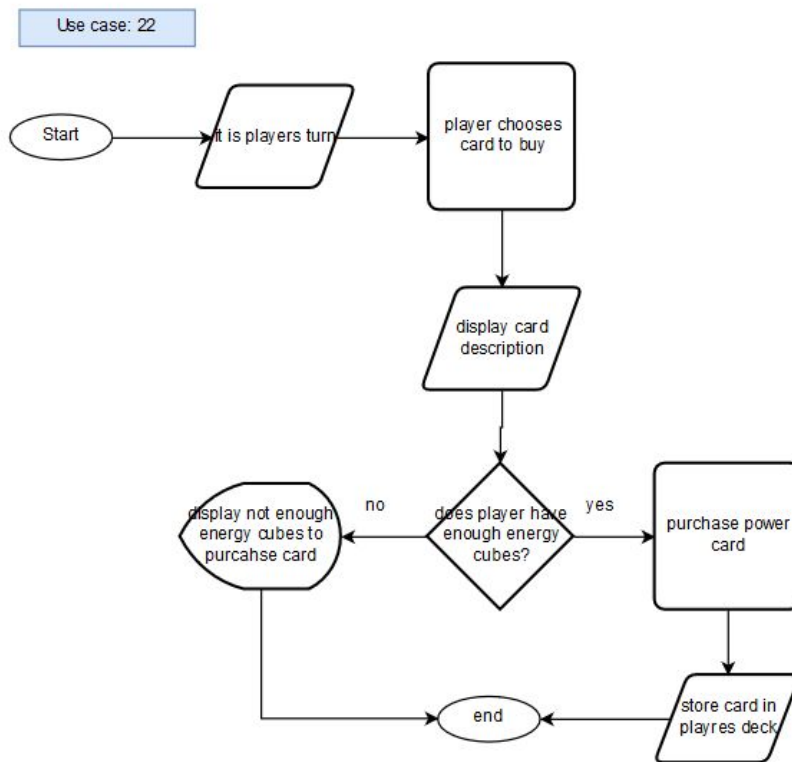 Use case: 22
Start
it is players turn
player chooses
card to buy
display card
description
does player have
enough energy
cubes?
no
yes
display not enough
energy cubes to
purcahse card
purchase power
card
store card in
playres deck
end